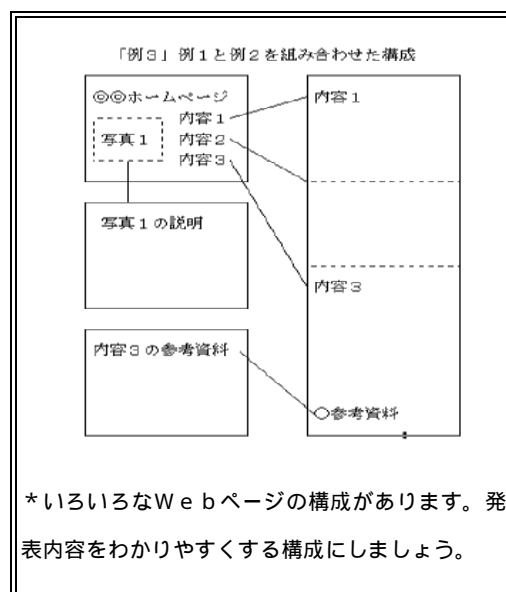 「例３」例１と例２を組み合わせた構成
◎◎ホームページ
内容１
写真１
内容２
内容３
写真１の説明
内容３の参考資料
内容１
内容３
○参考資料
＊いろいろなＷｅｂページの構成があります。発
表内容をわかりやすくする構成にしましょう。